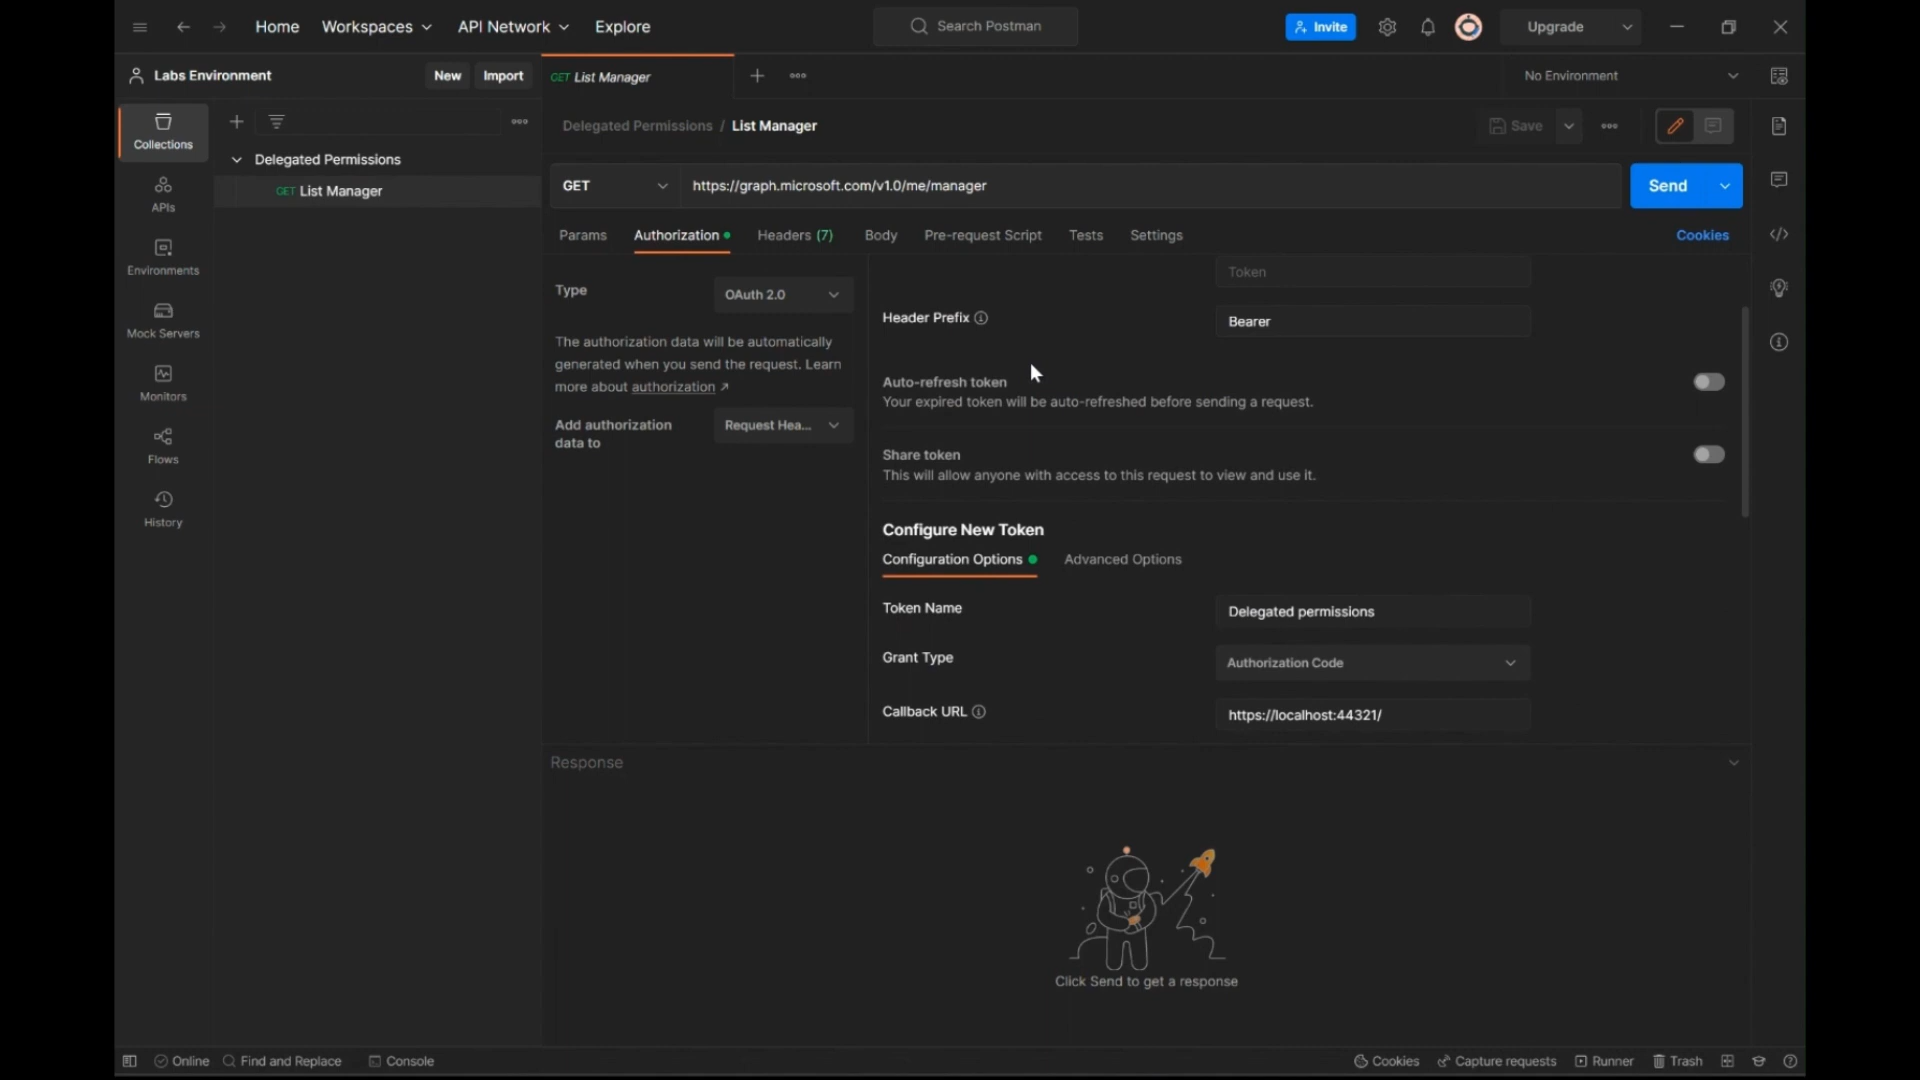 Home Workspaces API Network Explore Search Postman Invite Upgrade
Labs Environment New Import GET List Manager No Environment
Collections
APIs
Environments
Mock Servers
Monitors
Flows
History
Delegated Permissions
GET List Manager
Delegated Permissions / List Manager Save
GET https://graph.microsoft.com/v1.0/me/manager Send
Params Authorization Headers (7) Body Pre-request Script Tests Settings Cookies
Type OAuth 2.0
The authorization data will be automatically
generated when you send the request. Learn
more about authorization ↗
Add authorization
data to
Request Hea...
Token
Header Prefix Bearer
Auto-refresh token
Your expired token will be auto-refreshed before sending a request.
Share token
This will allow anyone with access to this request to view and use it.
Configure New Token
Configuration Options Advanced Options
Token Name Delegated permissions
Grant Type Authorization Code
Callback URL https://localhost:44321/
Response
Click Send to get a response
Online Find and Replace Console Cookies Capture requests Runner Trash